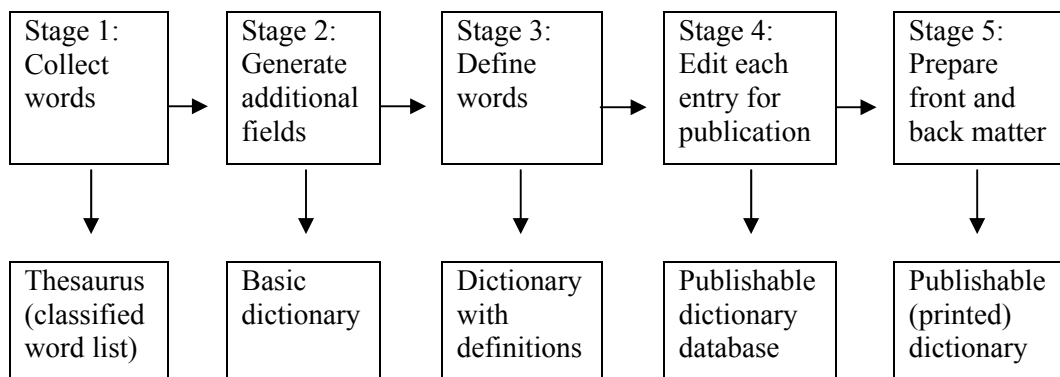 Stage 1:
Collect
words
Stage 2:
Generate
additional
fields
Stage 3:
Define
words
Stage 4:
Edit each
entry for
publication
Stage 5:
Prepare
front and
back matter
Thesaurus
(classified
word list)
Basic
dictionary
Dictionary
with
definitions
Publishable
dictionary
database
Publishable
(printed)
dictionary